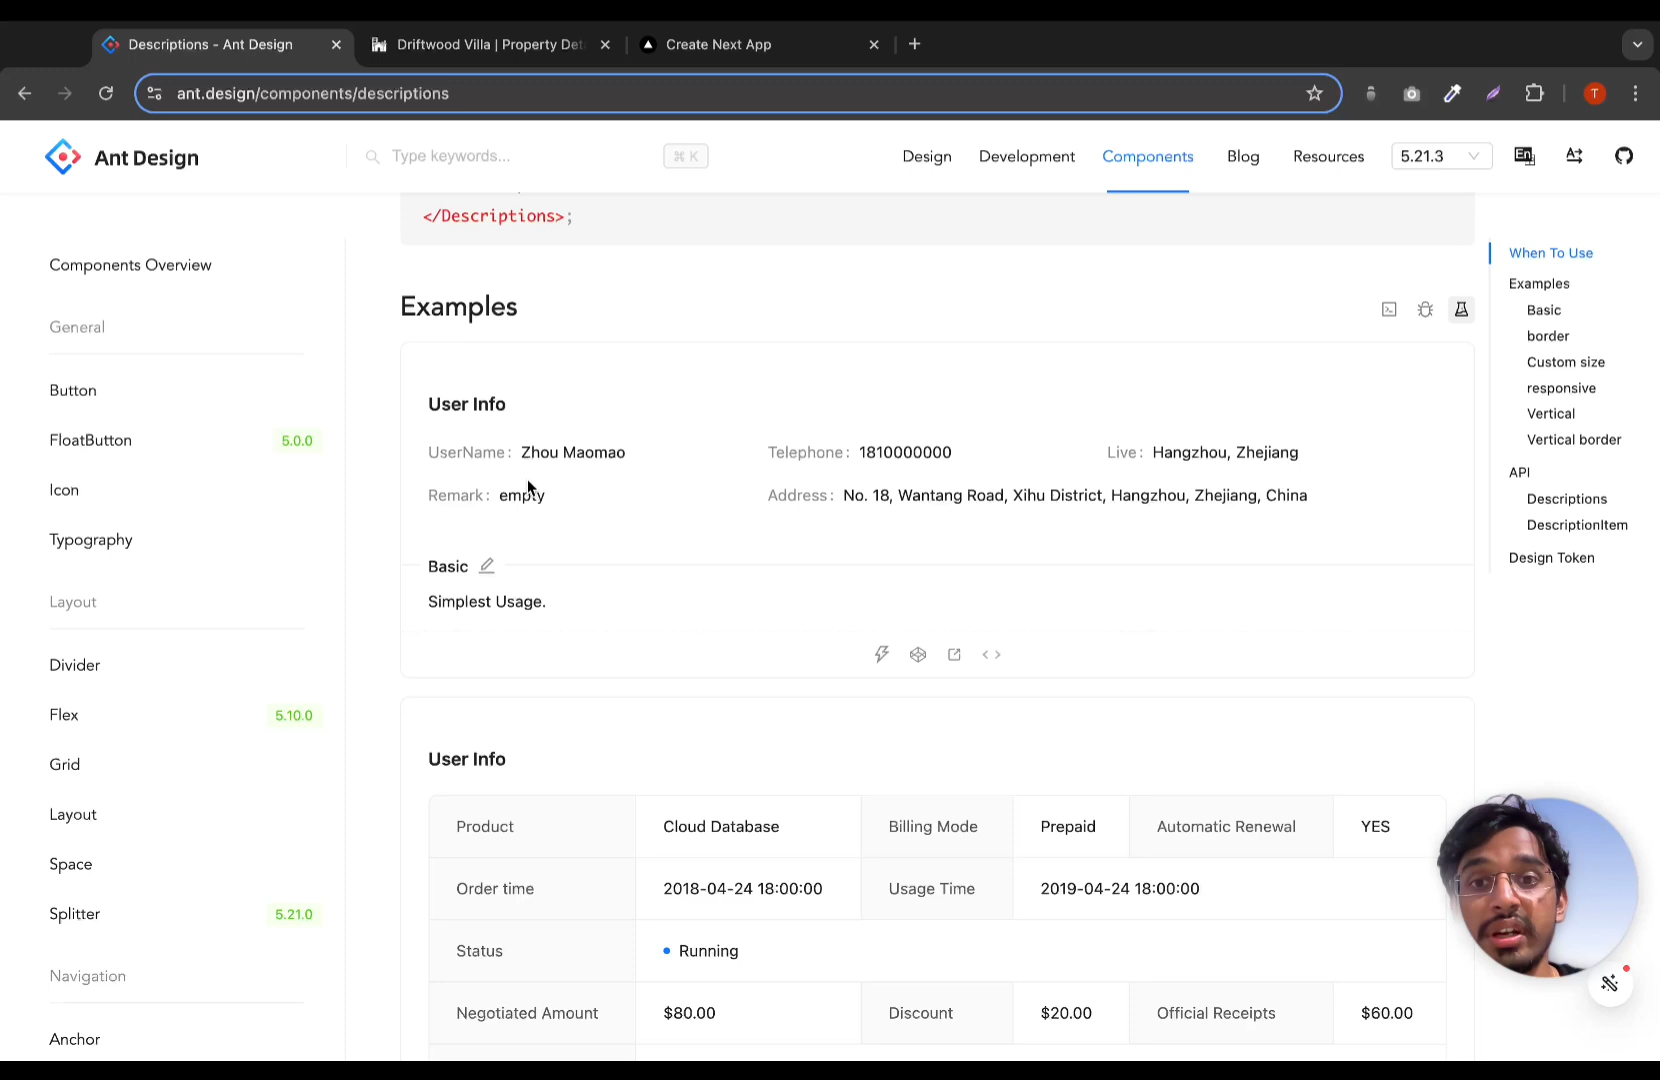 Descriptions - Ant Design
Driftwood Villa | Property Det
Create Next App
ant.design/components/descriptions
T
Ant Design
Type keywords...
⌘ K
Design
Development
Components
Blog
Resources
5.21.3
En
</Descriptions>;
Components Overview
General
Button
FloatButton 5.0.0
Icon
Typography
Layout
Divider
Flex 5.10.0
Grid
Layout
Space
Splitter 5.21.0
Navigation
Anchor
Examples
User Info
UserName: Zhou Maomao Telephone: 1810000000 Live: Hangzhou, Zhejiang
Remark: empty Address: No. 18, Wantang Road, Xihu District, Hangzhou, Zhejiang, China
Basic
Simplest Usage.
User Info
Product Cloud Database Billing Mode Prepaid Automatic Renewal YES
Order time 2018-04-24 18:00:00 Usage Time 2019-04-24 18:00:00
Status Running
Negotiated Amount $80.00 Discount $20.00 Official Receipts $60.00
When To Use
Examples
Basic
border
Custom size
responsive
Vertical
Vertical border
API
Descriptions
DescriptionItem
Design Token